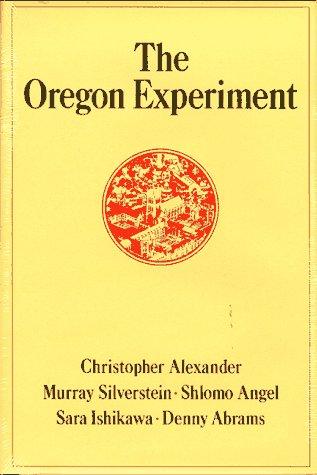 The
Oregon Experiment
Christopher Alexander
Murray Silverstein · Shlomo Angel
Sara Ishikawa · Denny Abrams